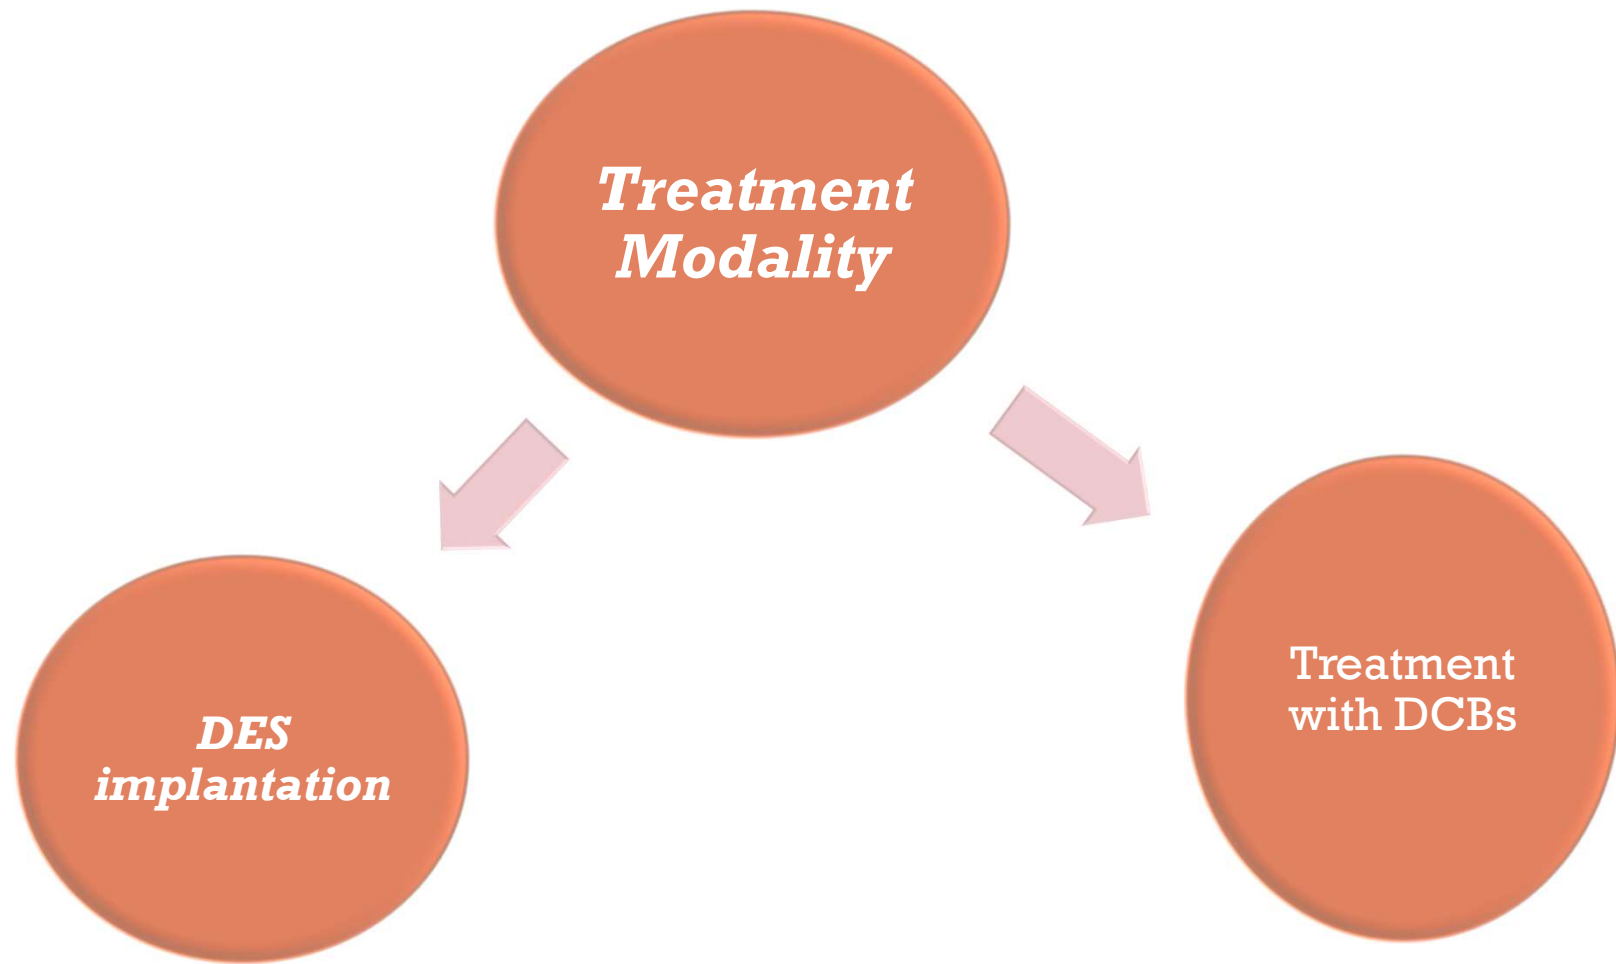 Treatment
Modality
DES
implantation
Treatment
with DCBs